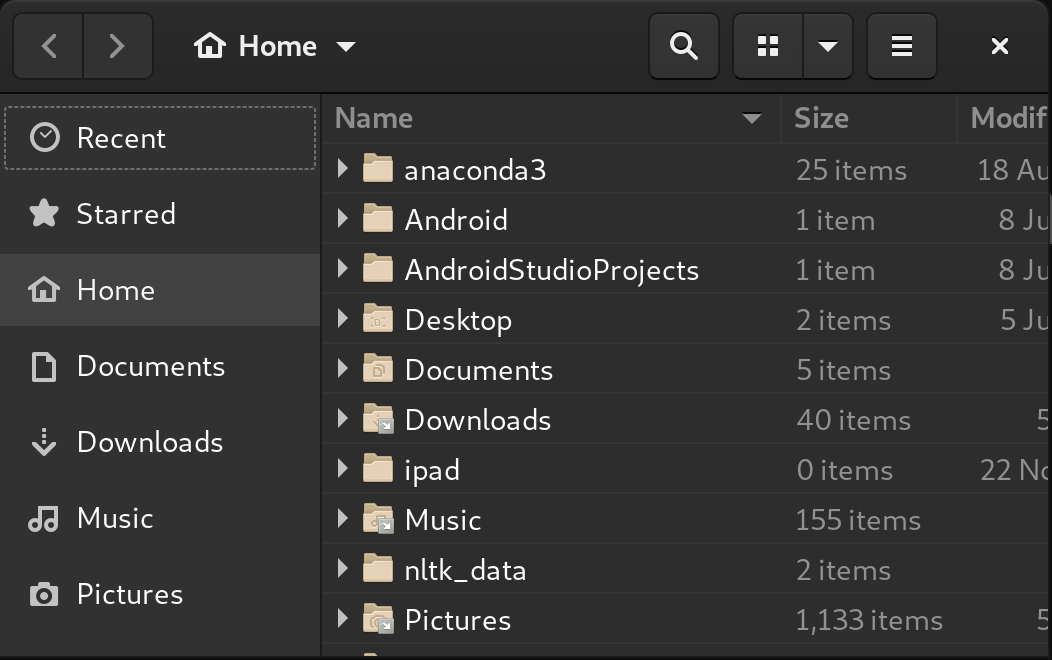 Home
Name Size Modif
Recent
Starred
Home
Documents
Downloads
Music
Pictures
anaconda3 25 items 18 Au
Android 1 item 8 Ju
AndroidStudioProjects 1 item 8 Ju
Desktop 2 items 5 Ju
Documents 5 items
Downloads 40 items 5
ipad 0 items 22 No
Music 155 items
nltk_data 2 items
Pictures 1,133 items 5